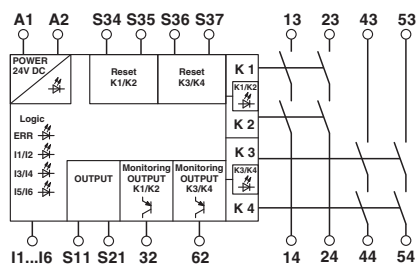 A1 A2 S34 S35 S36 S37 13 23 43 53
POWER
24V DC
Reset
K1/K2
Reset
K3/K4
K 1
K1/K2
K 2
Logic
ERR
I1/I2
I3/I4
I5/I6
OUTPUT
Monitoring
OUTPUT
K1/K2
Monitoring
OUTPUT
K3/K4
K 3
K3/K4
K 4
I1...I6 S11 S21 32 62 14 24 44 54